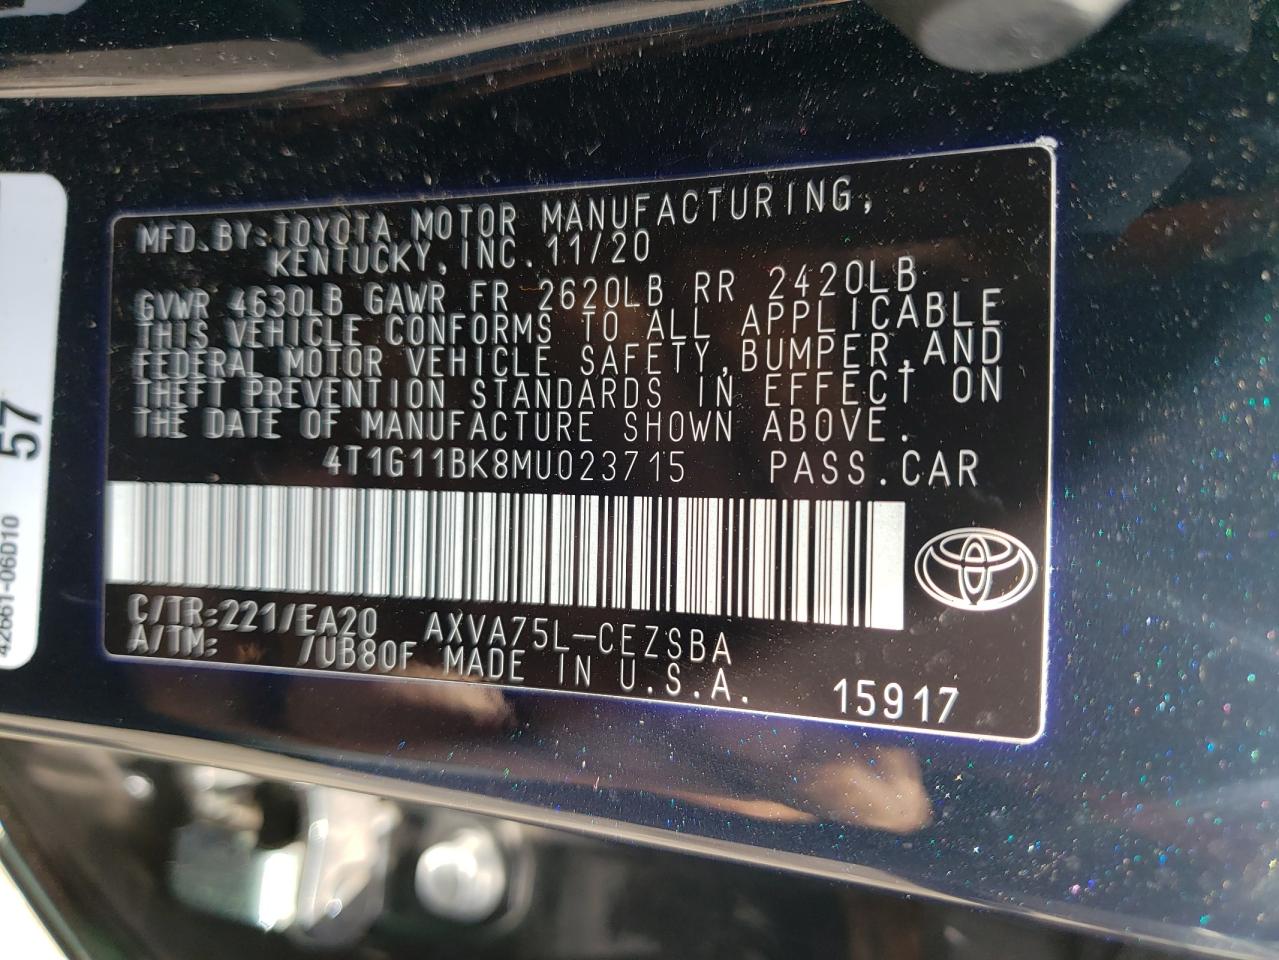 MFD.BY:TOYOTA MOTOR MANUFACTURING,
KENTUCKY,INC.11/20
GVWR 4630LB GAWR FR 2620LB RR 2420LB
THIS VEHICLE CONFORMS TO ALL APPLICABLE
FEDERAL MOTOR VEHICLE SAFETY,BUMPER,AND
THEFT PREVENTION STANDARDS IN EFFECT ON
THE DATE OF MANUFACTURE SHOWN ABOVE.
4T1G11BK8MU023715 PASS.CAR
C/TR:221/EA20 AXVA75L-CEZSBA
A/TM: /UB80F MADE IN U.S.A.
15917
57
42661-06D10